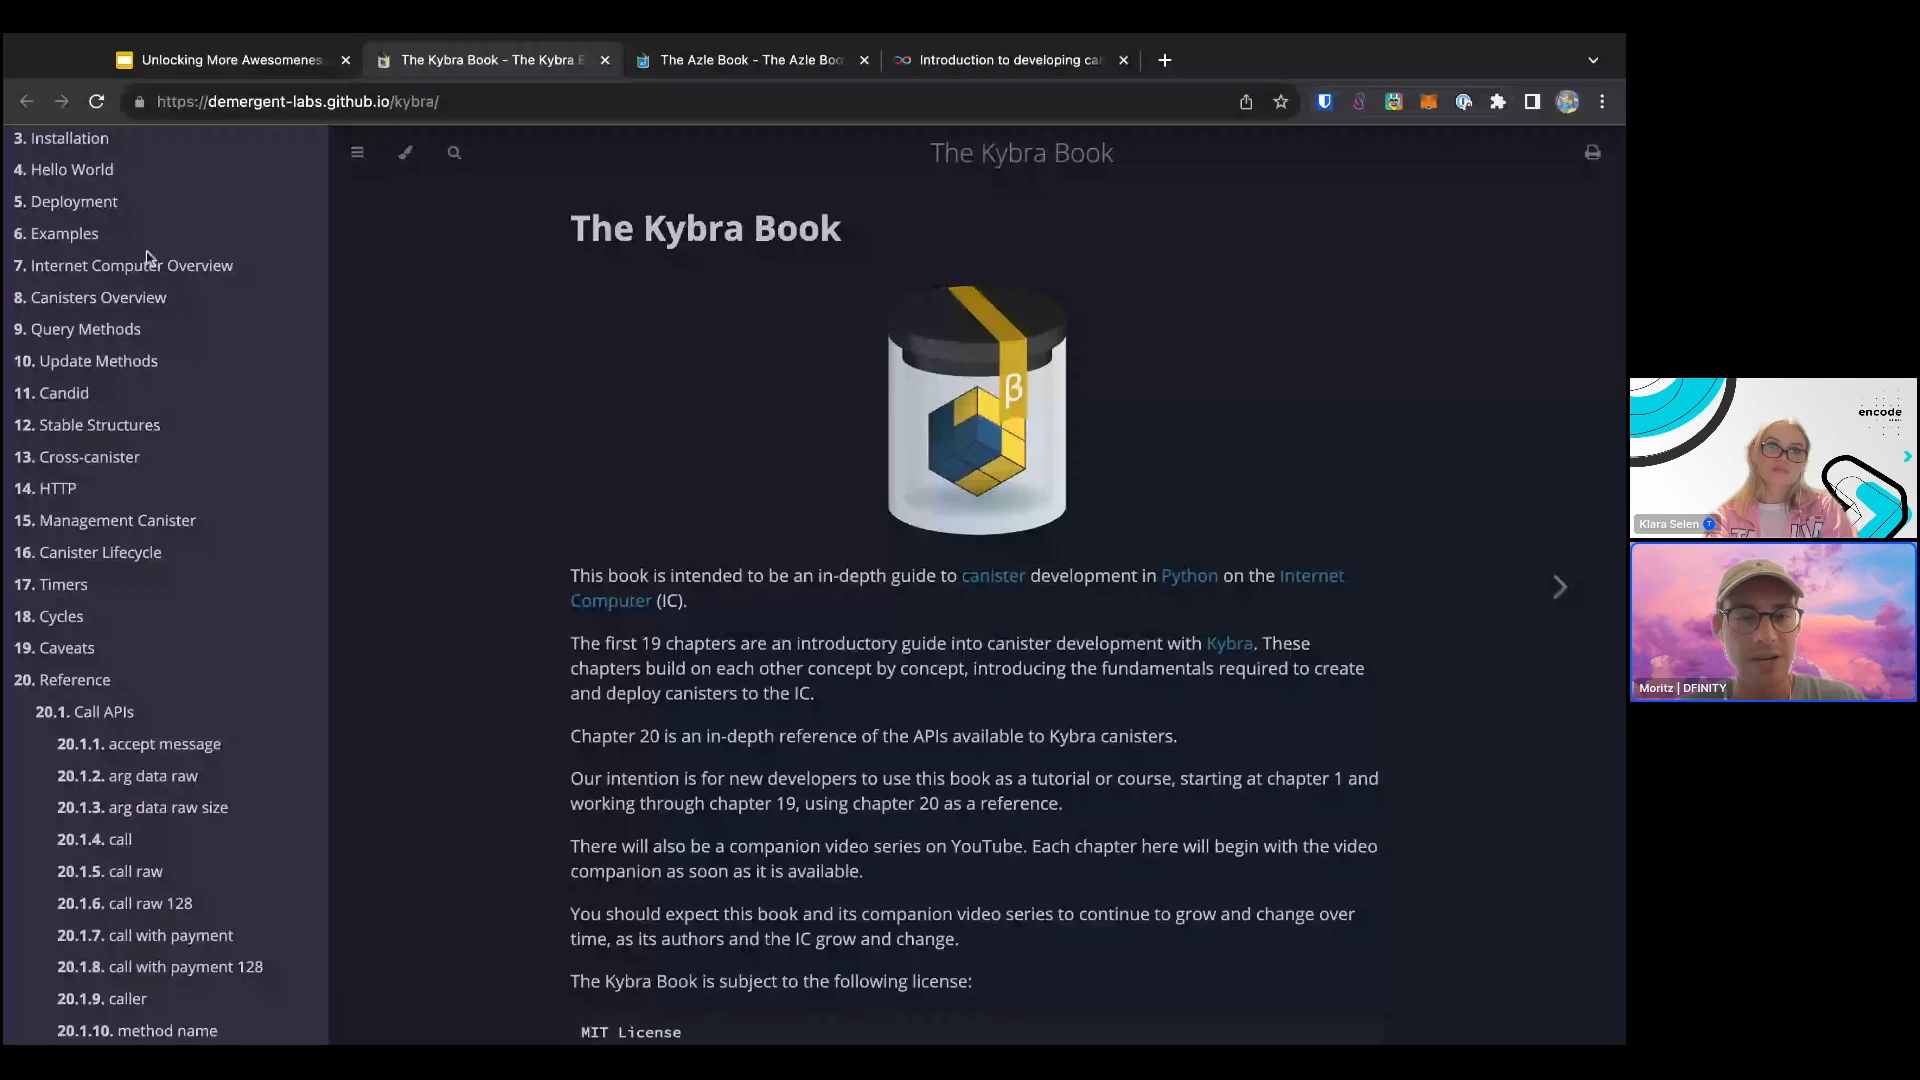 Unlocking More Awesomenes
The Kybra Book - The Kybra B
The Azle Book - The Azle Boo
Introduction to developing ca
https://demergent-labs.github.io/kybra/
3. Installation
4. Hello World
5. Deployment
6. Examples
7. Internet Computer Overview
8. Canisters Overview
9. Query Methods
10. Update Methods
11. Candid
12. Stable Structures
13. Cross-canister
14. HTTP
15. Management Canister
16. Canister Lifecycle
17. Timers
18. Cycles
19. Caveats
20. Reference
20.1. Call APIs
20.1.1. accept message
20.1.2. arg data raw
20.1.3. arg data raw size
20.1.4. call
20.1.5. call raw
20.1.6. call raw 128
20.1.7. call with payment
20.1.8. call with payment 128
20.1.9. caller
20.1.10. method name
The Kybra Book
The Kybra Book
β
This book is intended to be an in-depth guide to canister development in Python on the Internet
Computer (IC).
The first 19 chapters are an introductory guide into canister development with Kybra. These
chapters build on each other concept by concept, introducing the fundamentals required to create
and deploy canisters to the IC.
Chapter 20 is an in-depth reference of the APIs available to Kybra canisters.
Our intention is for new developers to use this book as a tutorial or course, starting at chapter 1 and
working through chapter 19, using chapter 20 as a reference.
There will also be a companion video series on YouTube. Each chapter here will begin with the video
companion as soon as it is available.
You should expect this book and its companion video series to continue to grow and change over
time, as its authors and the IC grow and change.
The Kybra Book is subject to the following license:
MIT License
encode
Klara Selen
Moritz | DFINITY